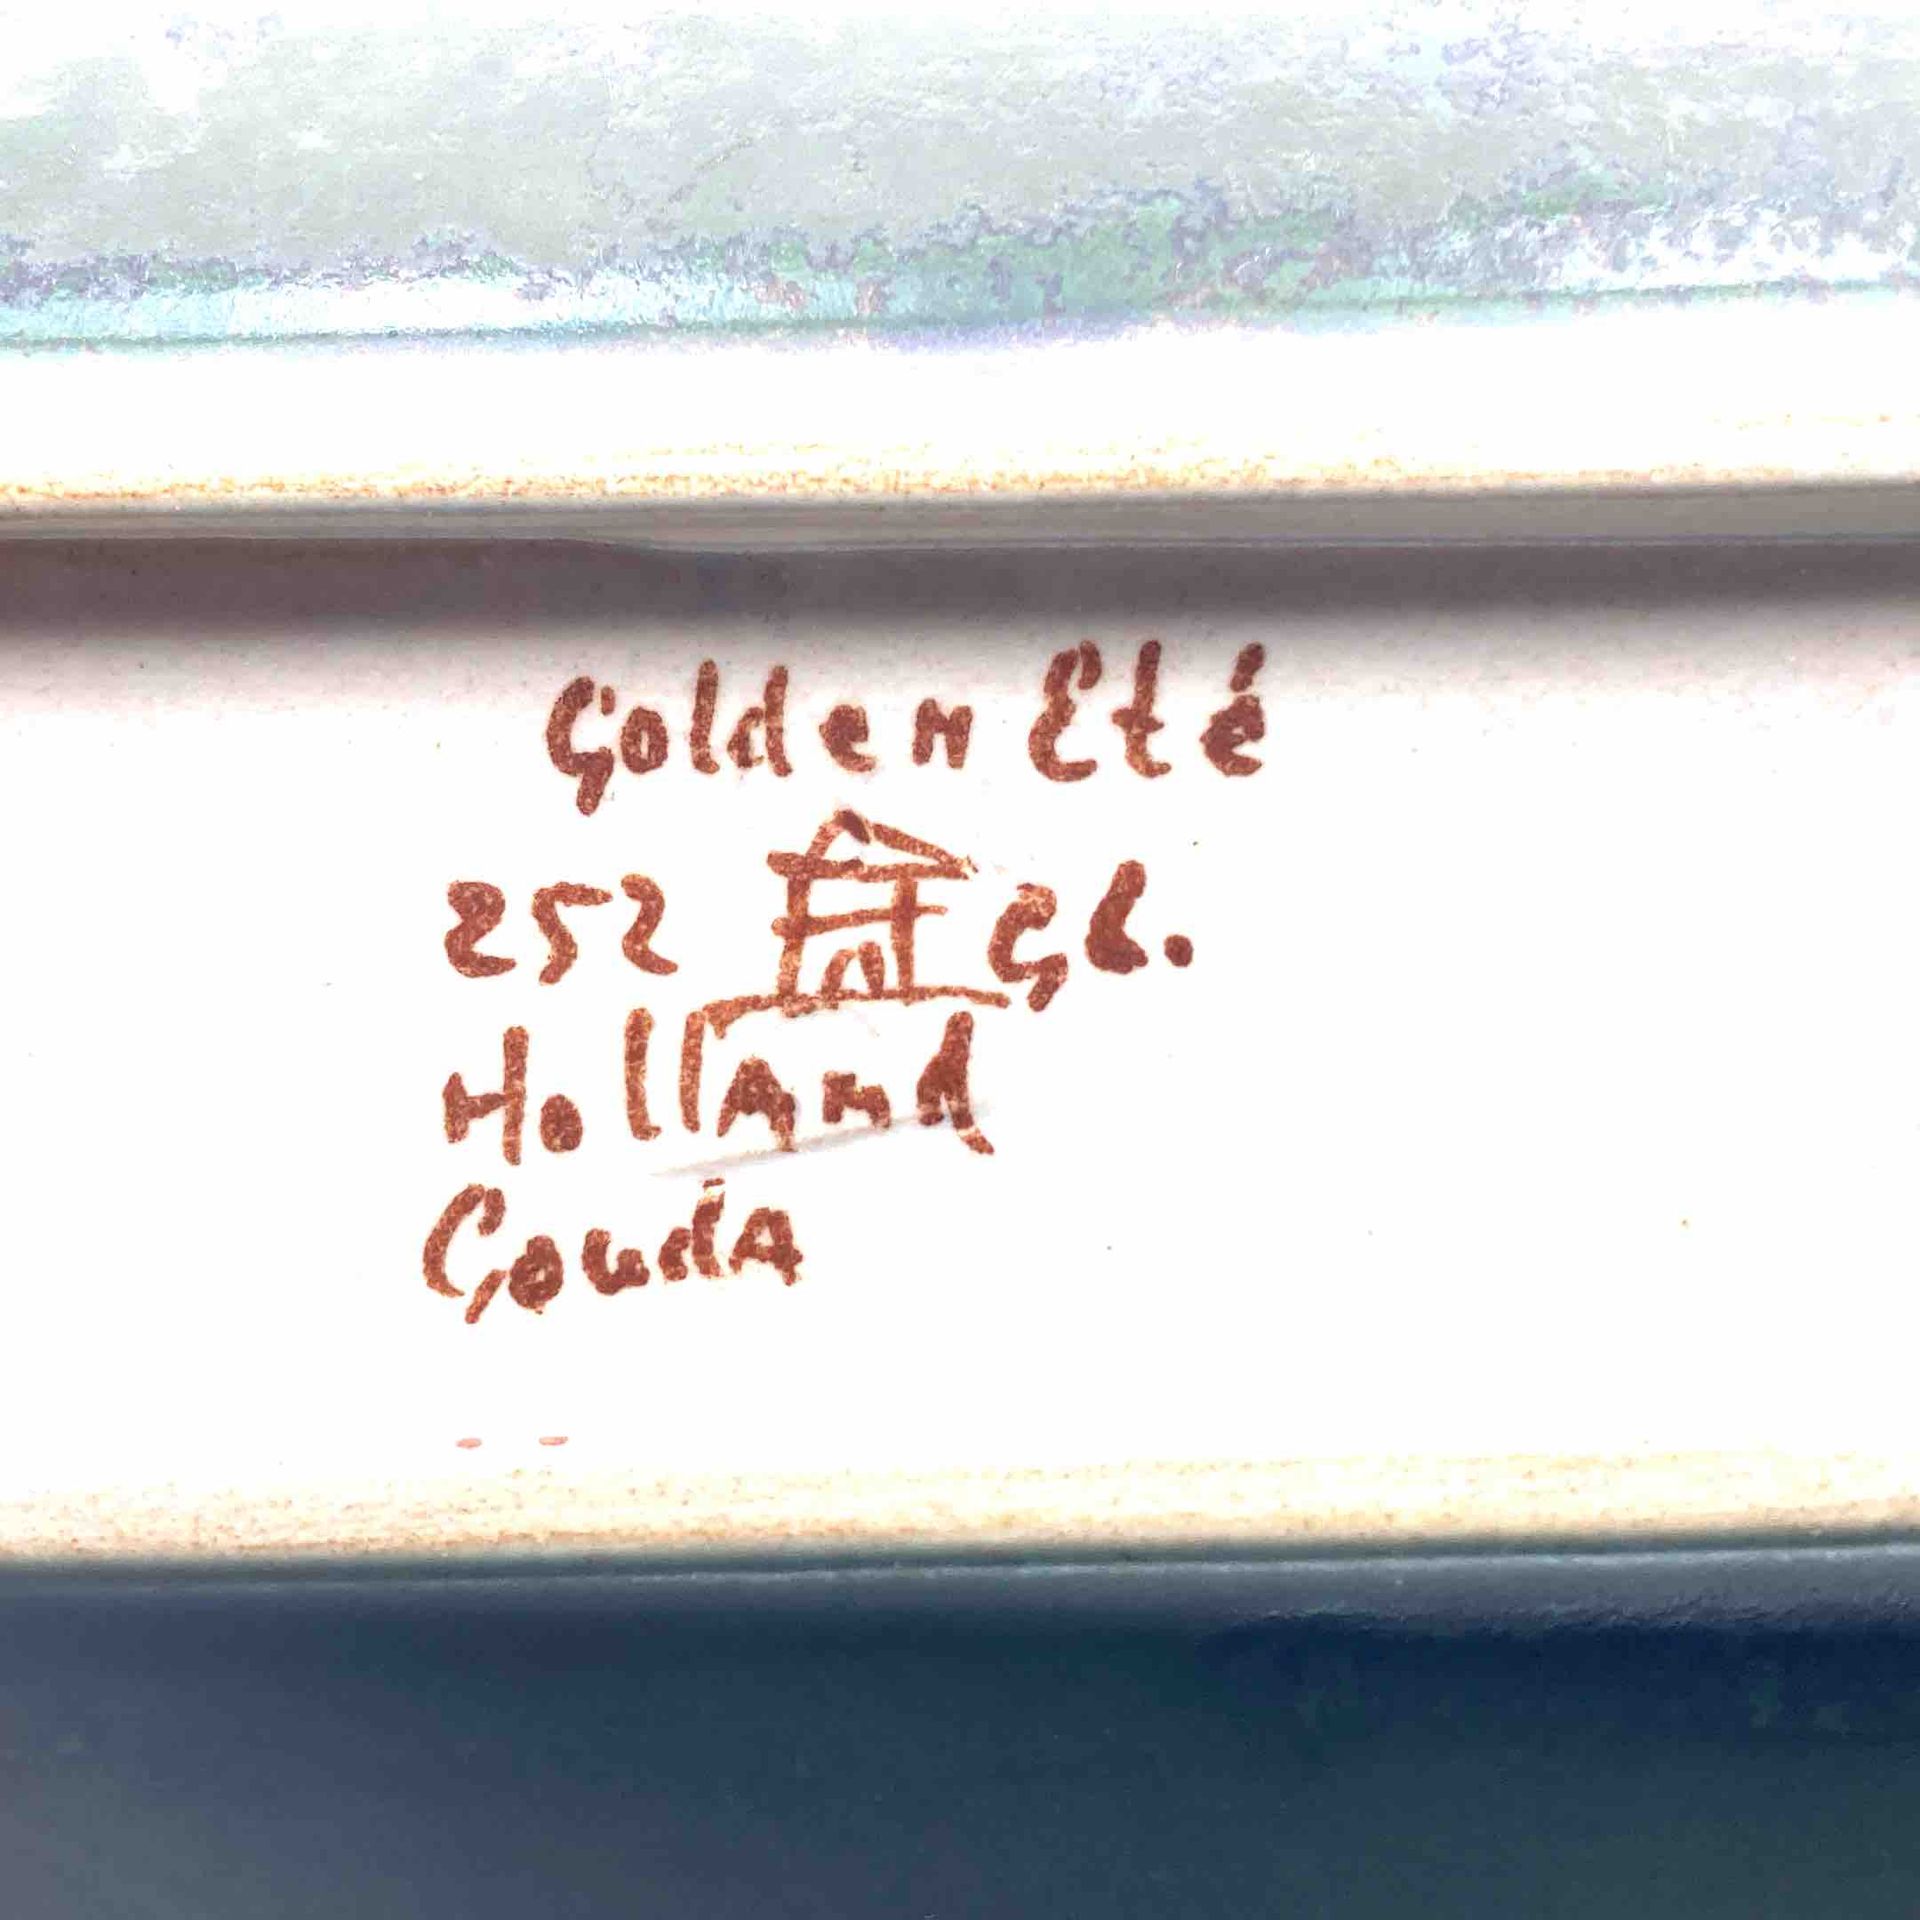 Golden Eté
252 GL.
Holland
Gouda